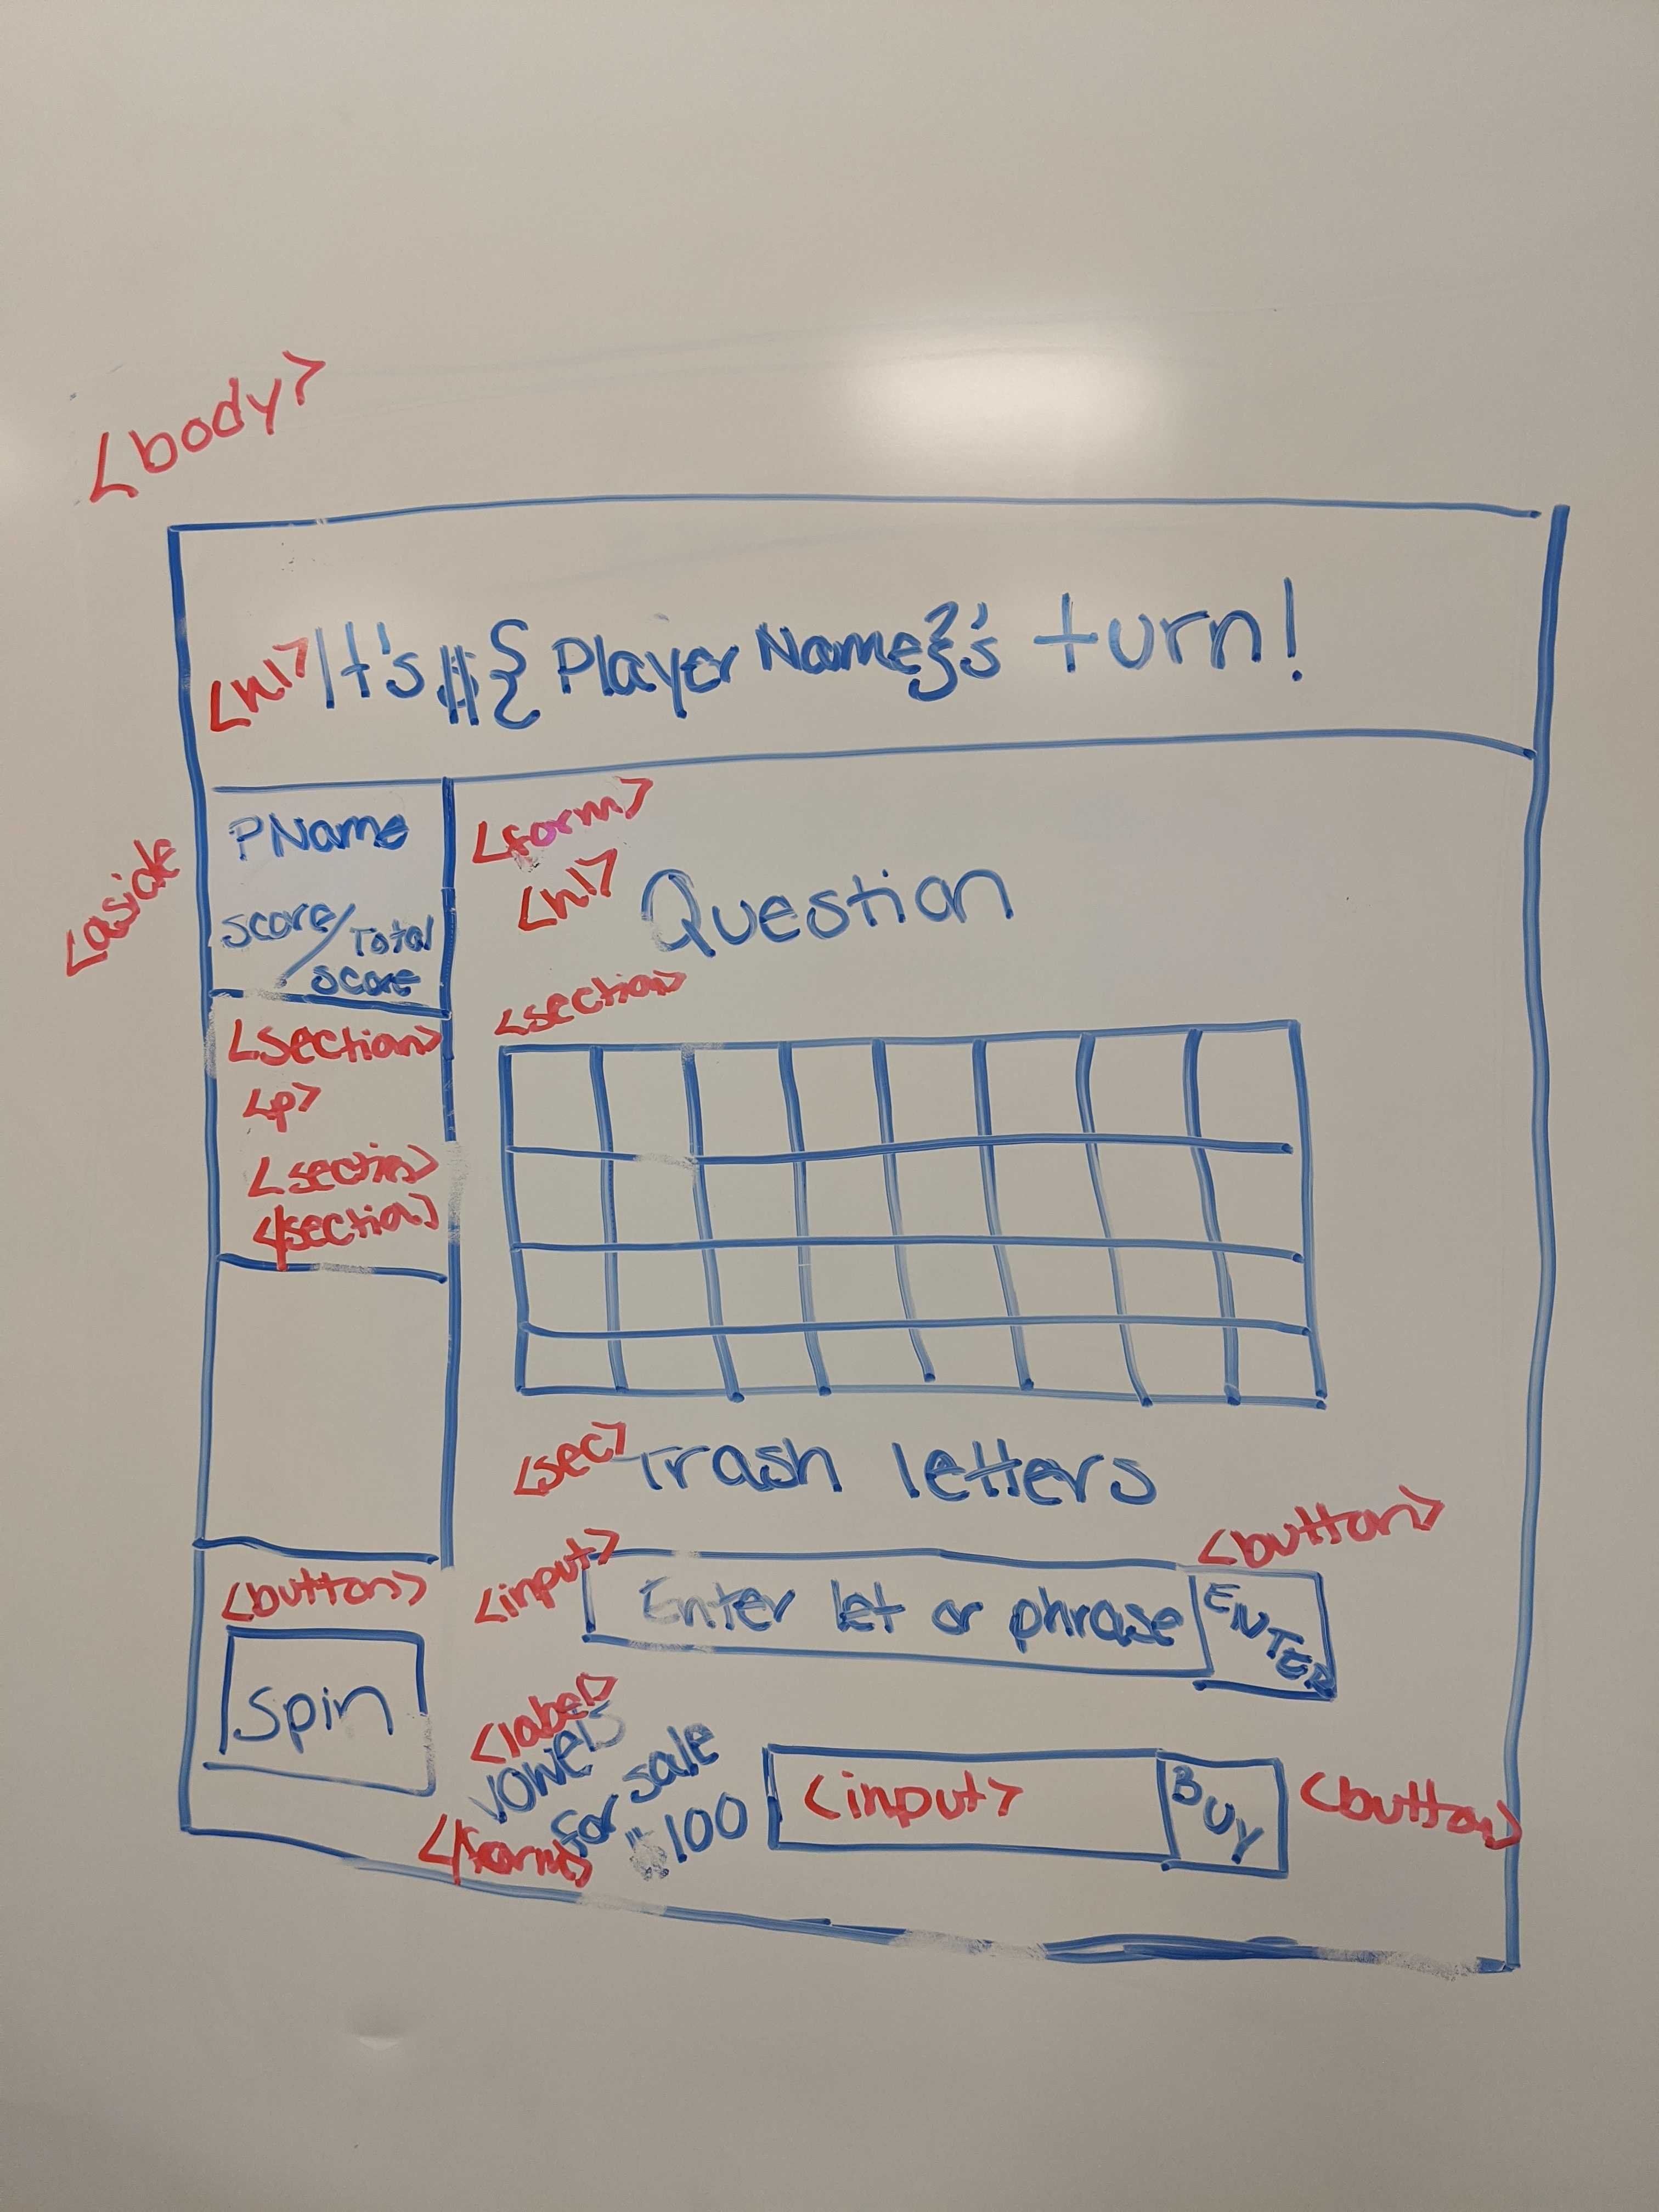 <body>
<h1> It's #{Player Name}'s turn!
<aside
PName
score/Total score
<section>
<p>
<section>
</section>
<button>
Spin
<form>
<h1> Question
<section>
<sec> Trash letters
<input> Enter let or phrase
<button>
ENTER
<label>
vowels
for sale
100
<input>
BUY
<button>
</form>